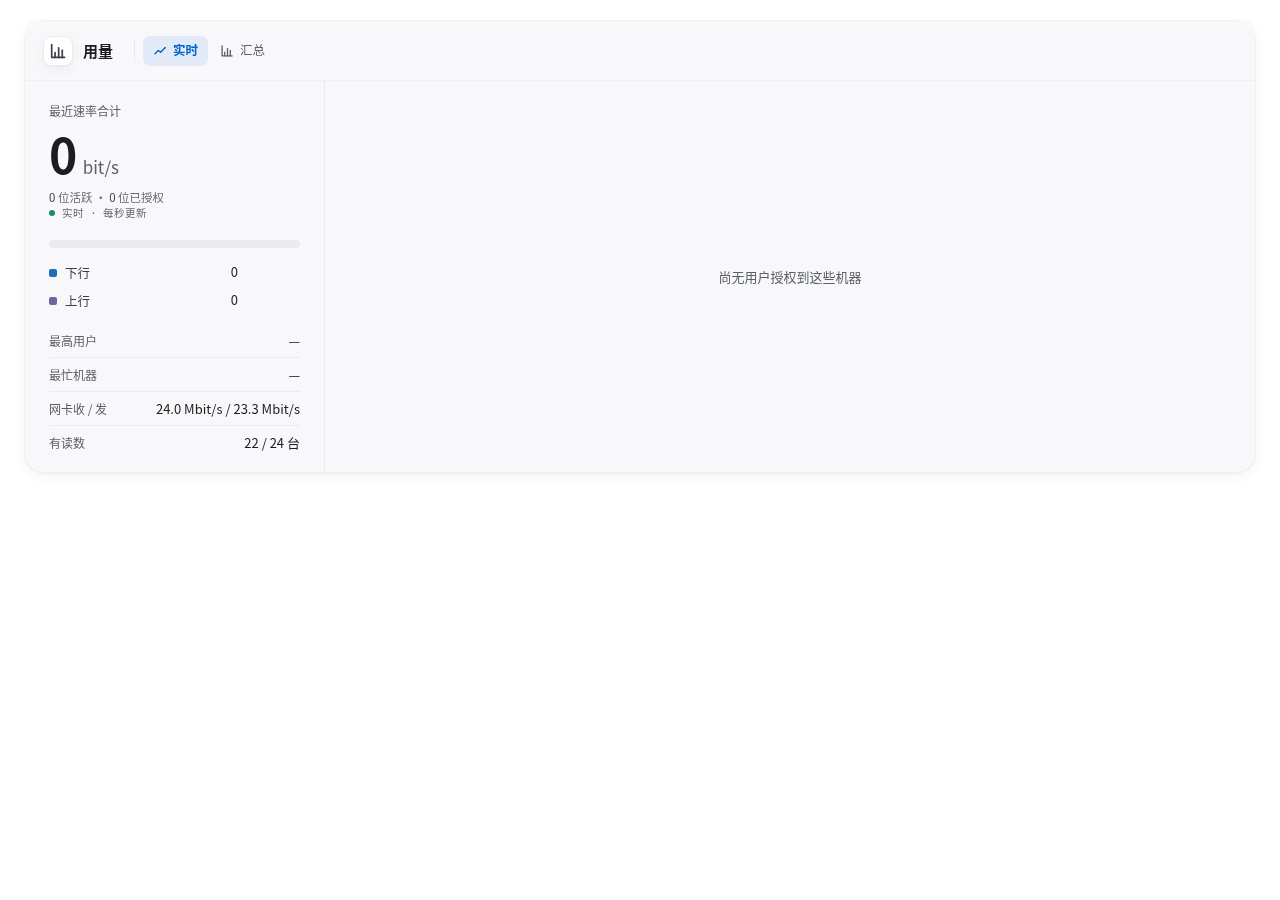 用量
实时
汇总
最近速率合计
0 bit/s
0 位活跃 • 0 位已授权
实时 · 每秒更新
下行 0
上行 0
最高用户 —
最忙机器 —
网卡收 / 发 24.0 Mbit/s / 23.3 Mbit/s
有读数 22 / 24 台
尚无用户授权到这些机器